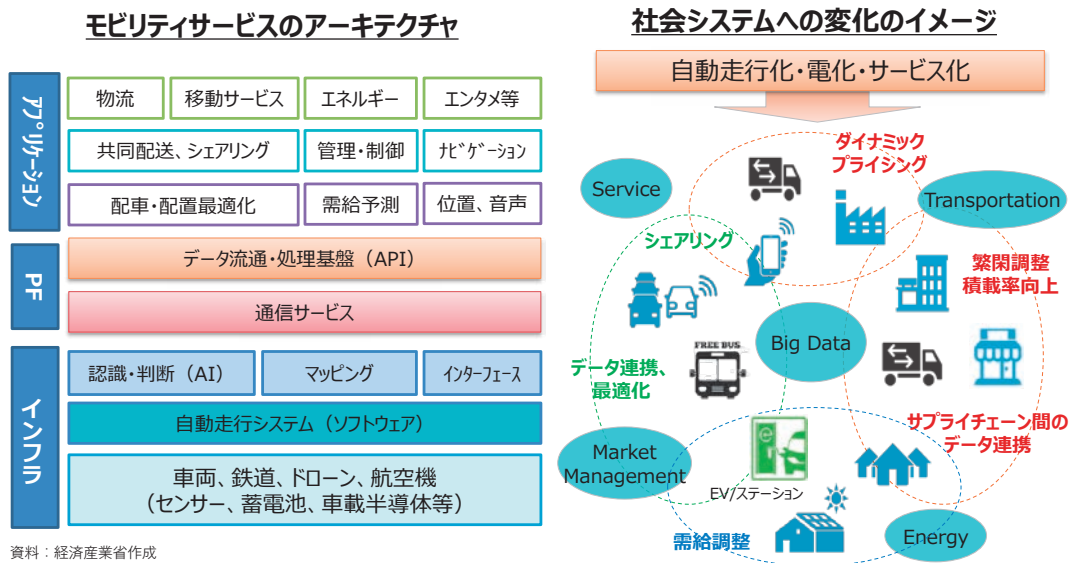 モビリティサービスのアーキテクチャ
アプリケーション
物流
移動サービス
エネルギー
エンタメ等
共同配送、シェアリング
管理・制御
ナビゲーション
配車・配置最適化
需給予測
位置、音声
PF
データ流通・処理基盤（API）
通信サービス
インフラ
認識・判断（AI）
マッピング
インターフェース
自動走行システム（ソフトウェア）
車両、鉄道、ドローン、航空機
（センサー、蓄電池、車載半導体等）
資料：経済産業省作成
社会システムへの変化のイメージ
自動走行化・電化・サービス化
ダイナミック
プライシング
Service
Transportation
シェアリング
繁閑調整
積載率向上
Big Data
FREE BUS
データ連携、
最適化
サプライチェーン間の
データ連携
Market
Management
EV/ステーション
需給調整
Energy